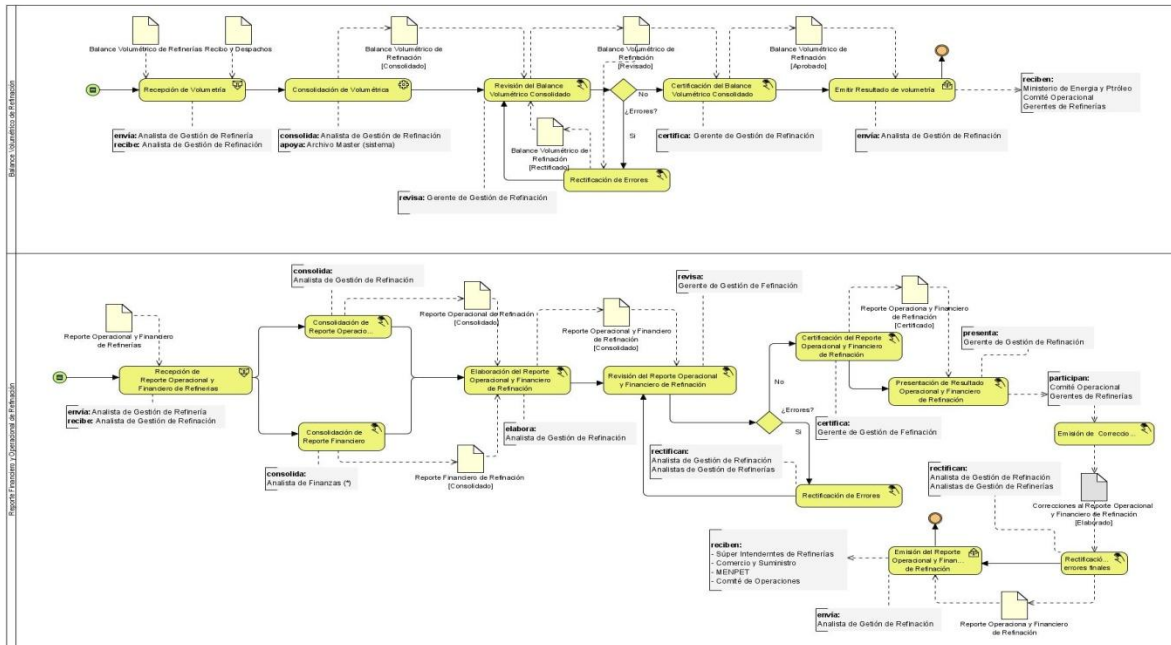 Balance Volumétrico de Refinación
Balance Volumétrico de Refinerías
Recibo y Despachos
Recepción de Volumetría
envía: Analista de Gestión de Refinería
recibe: Analista de Gestión de Refinación
Balance Volumétrico de
Refinación
[Consolidado]
Consolidación de Volumétrica
consolida: Analista de Gestión de Refinación
apoya: Archivo Master (sistema)
Balance Volumétrico de
Refinación
[Revisado]
Revisión del Balance
Volumétrico Consolidado
No
¿Errores?
Si
Balance Volumétrico de
Refinación
[Rectificado]
Rectificación de Errores
revisa: Gerente de Gestión de Refinación
Certificación del Balance
Volumétrico Consolidado
certifica: Gerente de Gestión de Refinación
Balance Volumétrico de
Refinación
[Aprobado]
Emitir Resultado de volumetría
envía: Analista de Gestión de Refinación
reciben:
Ministerio de Energía y Ptróleo
Comité Operacional
Gerentes de Refinerías
Reporte Financiero y Operacional de Refinación
Reporte Operacional y Financiero
de Refinerías
Recepción de
Reporte Operacional y
Financiero de Refinerías
envía: Analista de Gestión de Refinería
recibe: Analista de Gestión de Refinación
consolida:
Analista de Gestión de Refinación
Consolidación de
Reporte Operacio...
Reporte Operacional de Refinación
[Consolidado]
Consolidación de
Reporte Financiero
consolida:
Analista de Finanzas (*)
Reporte Financiero de Refinación
[Consolidado]
Elaboración del Reporte
Operacional y Financiero
de Refinación
elabora:
Analista de Gestión de Refinación
Reporte Operacional y Financiero
de Refinación
[Consolidado]
revisa:
Gerente de Gestión de Fefinación
Revisión del Reporte Operacional
y Financiero de Refinación
rectifican:
Analista de Gestión de Refinación
Analistas de Gestión de Refinerías
No
¿Errores?
Si
Rectificación de Errores
Certificación del Reporte
Operacional y Financiero
de Refinación
certifica:
Gerente de Gestión de Fefinación
Reporte Operaciona y Financiero
de Refinación
[Certificado]
presenta:
Gerente de Gestión de Refinación
Presentación de Resultado
Operacional y Financiero
de Refinación
participan:
Comité Operacional
Gerentes de Refinerías
Emisión de Correccio...
Correcciones al Reporte Operacional
y Financiero de Refinación
[Elaborado]
rectifican:
Analista de Gestión de Refinación
Analistas de Gestión de Refinerías
Rectificació...
errores finales
Reporte Operaciona y Financiero
de Refinación
Emisión del Reporte
Operacional y Finan...
de Refinación
envía:
Analista de Getión de Refinación
reciben:
- Súper Intendemtes de Refinerías
- Comercio y Suministro
- MENPET
- Comité de Operaciones